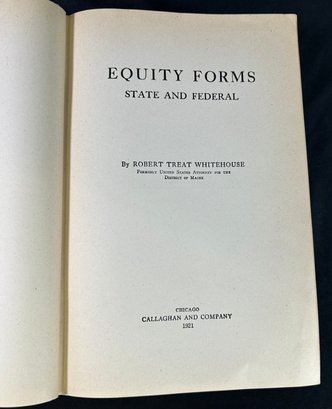 EQUITY FORMS
STATE AND FEDERAL
By ROBERT TREAT WHITEHOUSE
FORMERLY UNITED STATES ATTORNEY FOR THE
DISTRICT OF MAINE
CHICAGO
CALLAGHAN AND COMPANY
1921